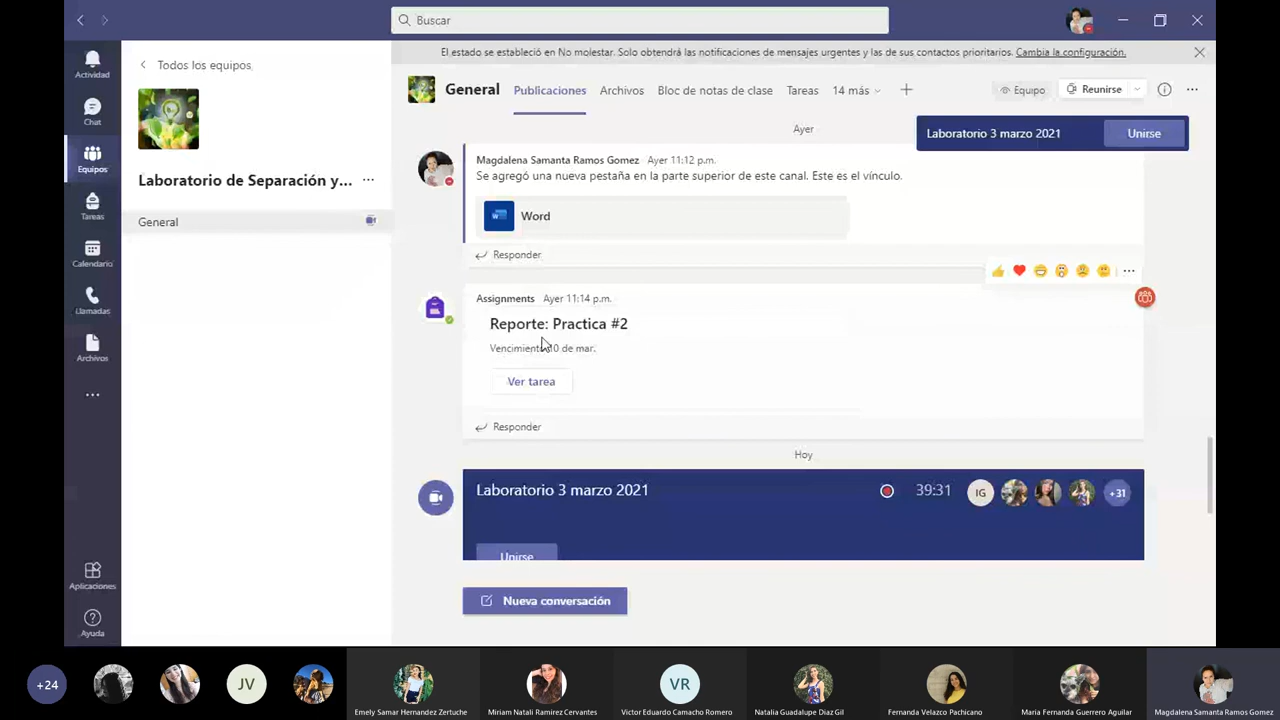 Buscar
El estado se estableció en No molestar. Solo obtendrá las notificaciones de mensajes urgentes y las de sus contactos prioritarios. Cambia la configuración.
Actividad
Chat
Equipos
Tareas
Calendario
Llamadas
Archivos
Aplicaciones
Ayuda
Todos los equipos
Laboratorio de Separación y...
General
General
Publicaciones
Archivos
Bloc de notas de clase
Tareas
14 más
Equipo
Reunirse
Laboratorio 3 marzo 2021
Unirse
Ayer
Magdalena Samanta Ramos Gomez Ayer 11:12 p.m.
Se agregó una nueva pestaña en la parte superior de este canal. Este es el vínculo.
Word
Responder
Assignments Ayer 11:14 p.m.
Reporte: Practica #2
Vencimiento 10 de mar.
Ver tarea
Responder
Hoy
Laboratorio 3 marzo 2021
39:31
IG
+31
Unirse
Nueva conversación
+24
JV
VR
Emely Samar Hernandez Zertuche
Miriam Natali Ramirez Cervantes
Victor Eduardo Camacho Romero
Natalia Guadalupe Diaz Gil
Fernanda Velazco Pachicano
Maria Fernanda Guerrero Aguilar
Magdalena Samanta Ramos Gomez